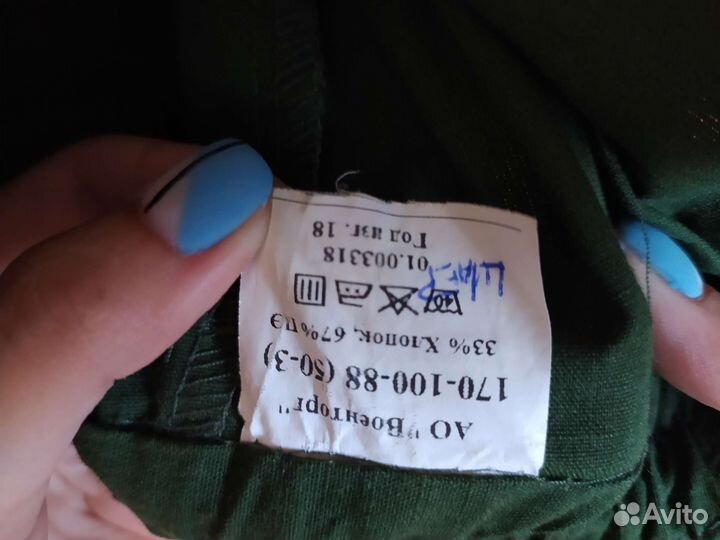 АО "Военторг"
170-100-88 (50-3)
33% Хлопок, 67% ПЭ
01.003318
Год изг. 18
Avito